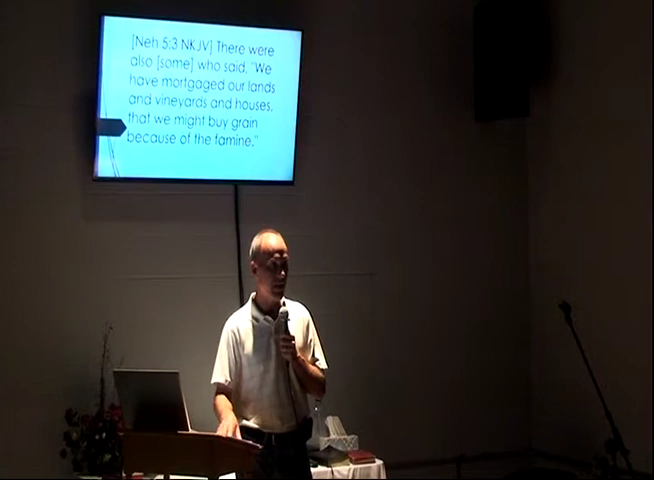 [Neh 5:3 NKJV] There were
also [some] who said, "We
have mortgaged our lands
and vineyards and houses,
that we might buy grain
because of the famine."